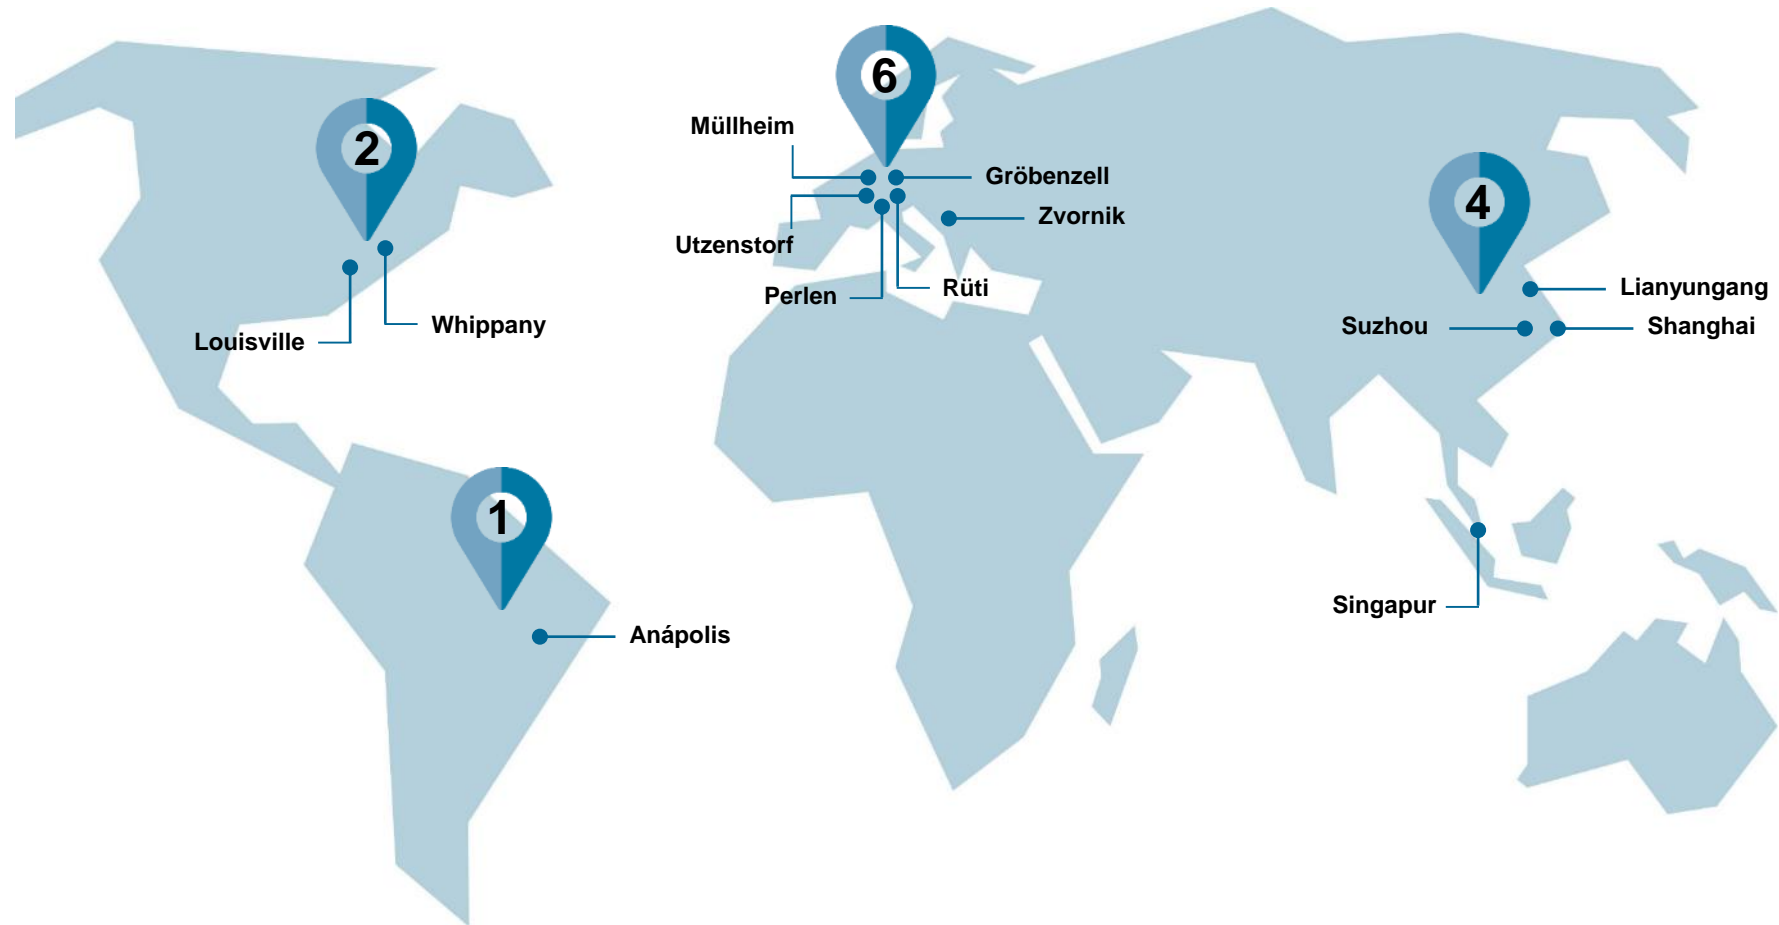 6
Müllheim
2
Gröbenzell
4
Zvornik
Utzenstorf
Rüti
Perlen
Lianyungang
Whippany
Suzhou
Shanghai
Louisville
1
Singapur
Anápolis